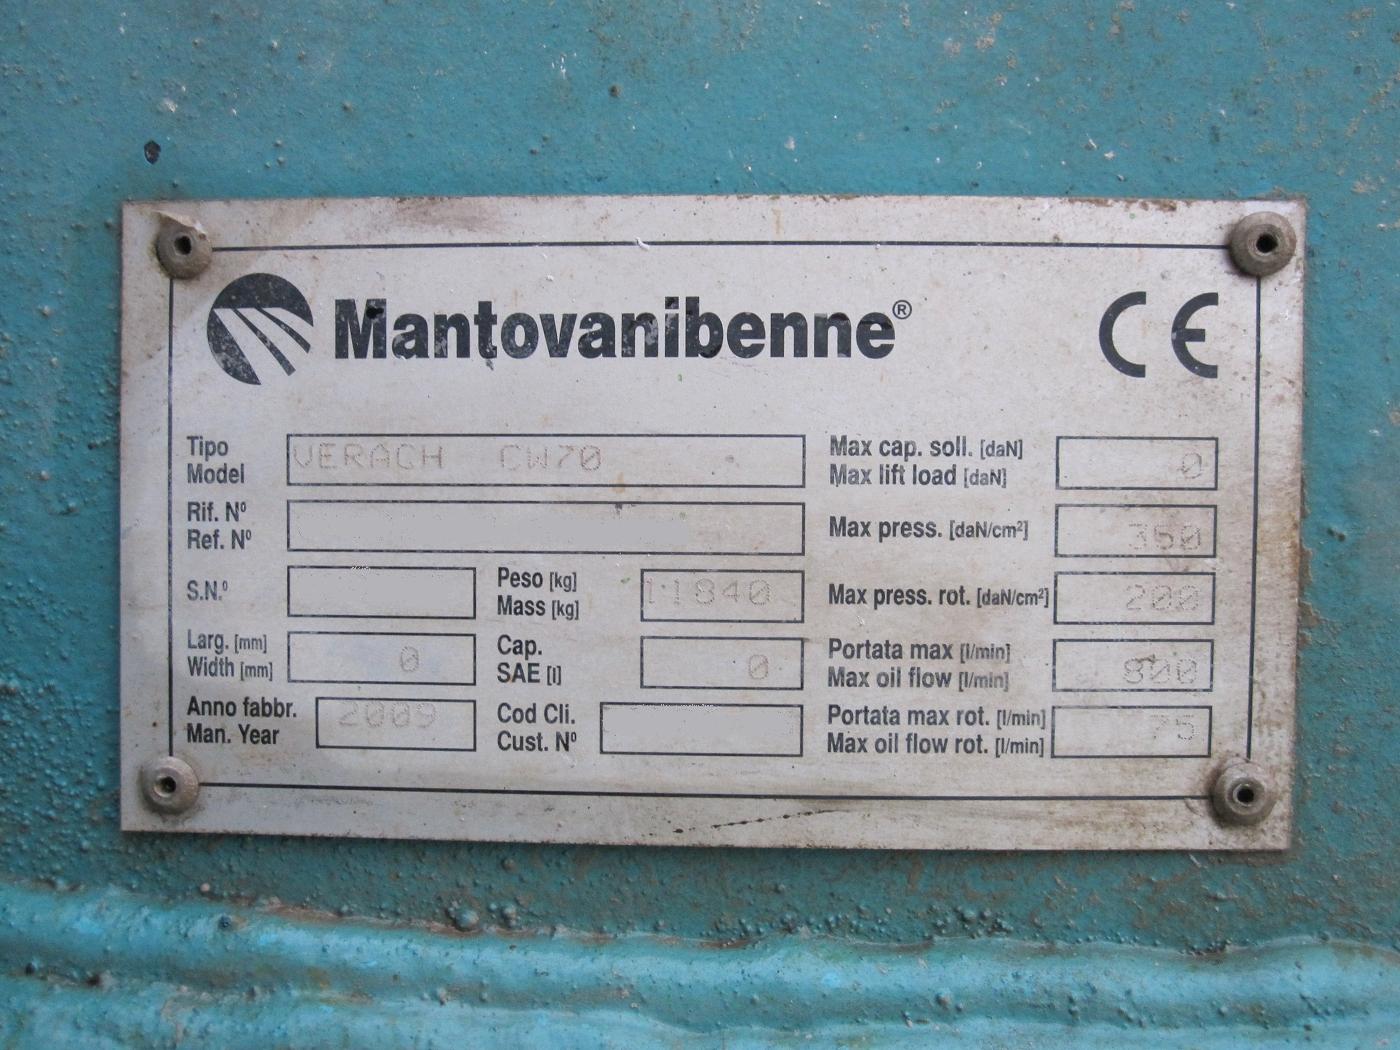 Mantovanibenne® CE
Tipo
Model
VERACH CW70
Rif. Nº
Ref. Nº
S.N.º
Peso [kg]
Mass [kg]
11840
Larg. [mm]
Width [mm]
0
Cap.
SAE [l]
0
Anno fabbr.
Man. Year
2009
Cod Cli.
Cust. Nº
Max cap. soll. [daN]
Max lift load [daN]
0
Max press. [daN/cm²]
350
Max press. rot. [daN/cm²]
200
Portata max [l/min]
Max oil flow [l/min]
800
Portata max rot. [l/min]
Max oil flow rot. [l/min]
75